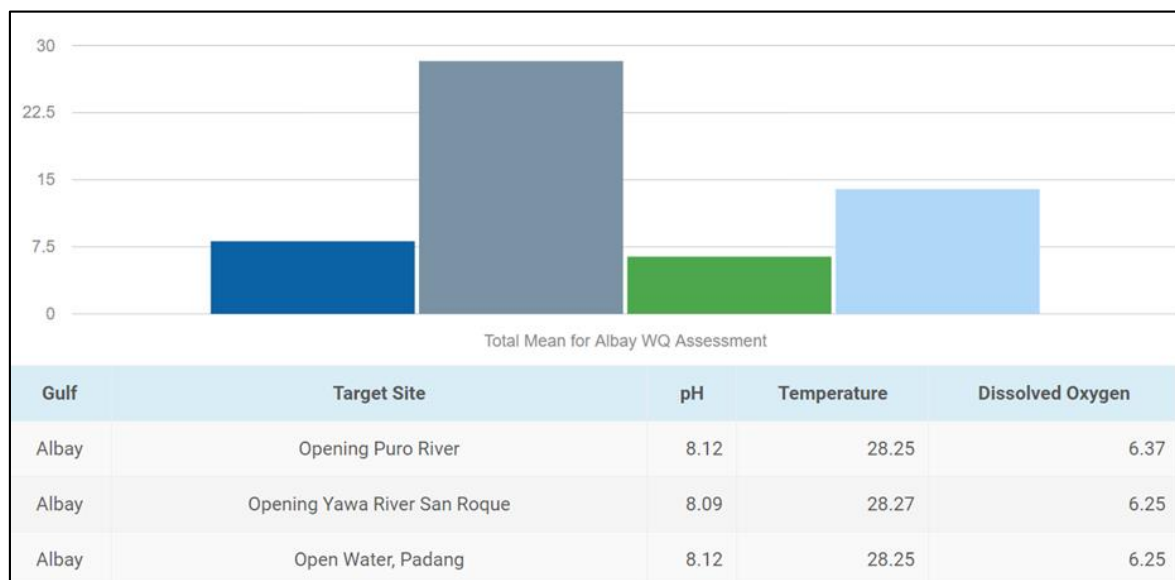 30
22.5
15
7.5
0
Total Mean for Albay WQ Assessment
Gulf Target Site pH Temperature Dissolved Oxygen
Albay Opening Puro River 8.12 28.25 6.37
Albay Opening Yawa River San Roque 8.09 28.27 6.25
Albay Open Water, Padang 8.12 28.25 6.25